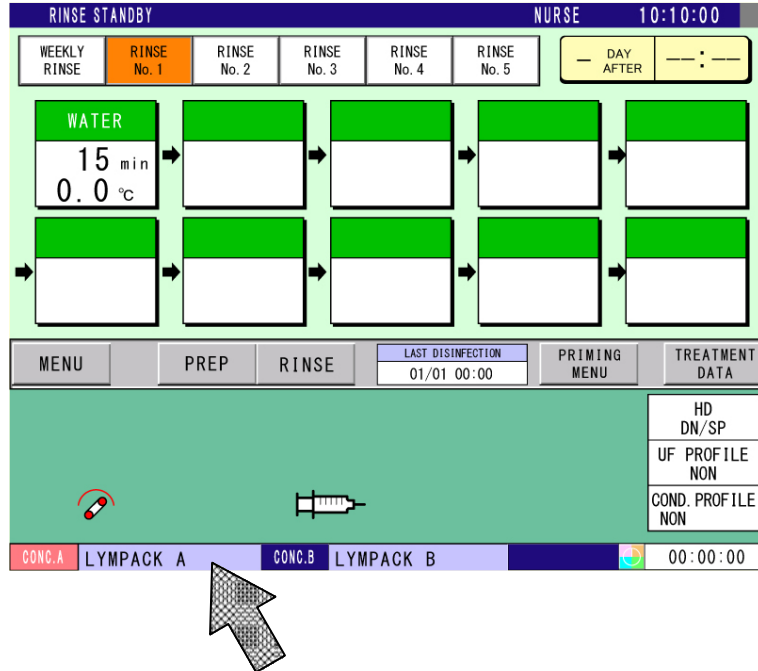 RINSE STANDBY NURSE 10:10:00
WEEKLY RINSE RINSE RINSE RINSE RINSE — DAY ——:——
RINSE No.1 No.2 No.3 No.4 No.5 AFTER
WATER
15 min
0.0 ℃
MENU PREP RINSE LAST DISINFECTION PRIMING TREATMENT
01/01 00:00 MENU DATA
HD
DN/SP
UF PROFILE
NON
COND.PROFILE
NON
CONC.A LYMPACK A CONC.B LYMPACK B 00:00:00